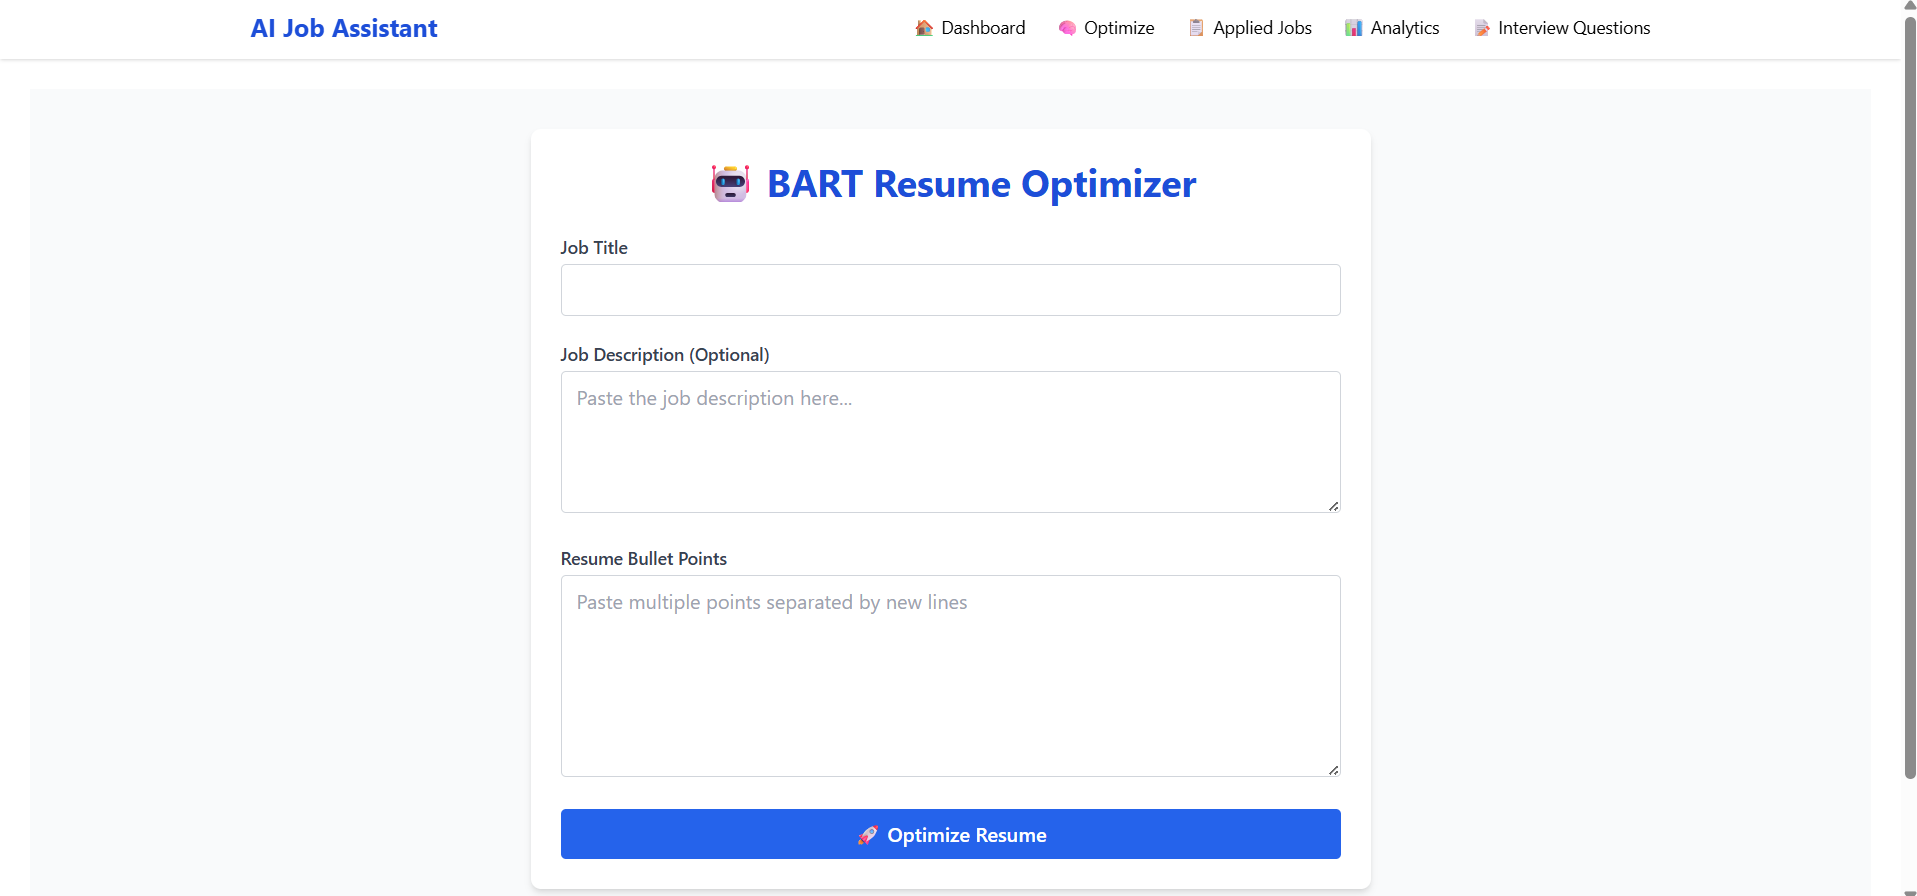 AI Job Assistant
Dashboard
Optimize
Applied Jobs
Analytics
Interview Questions
BART Resume Optimizer
Job Title
Job Description (Optional)
Paste the job description here...
Resume Bullet Points
Paste multiple points separated by new lines
Optimize Resume